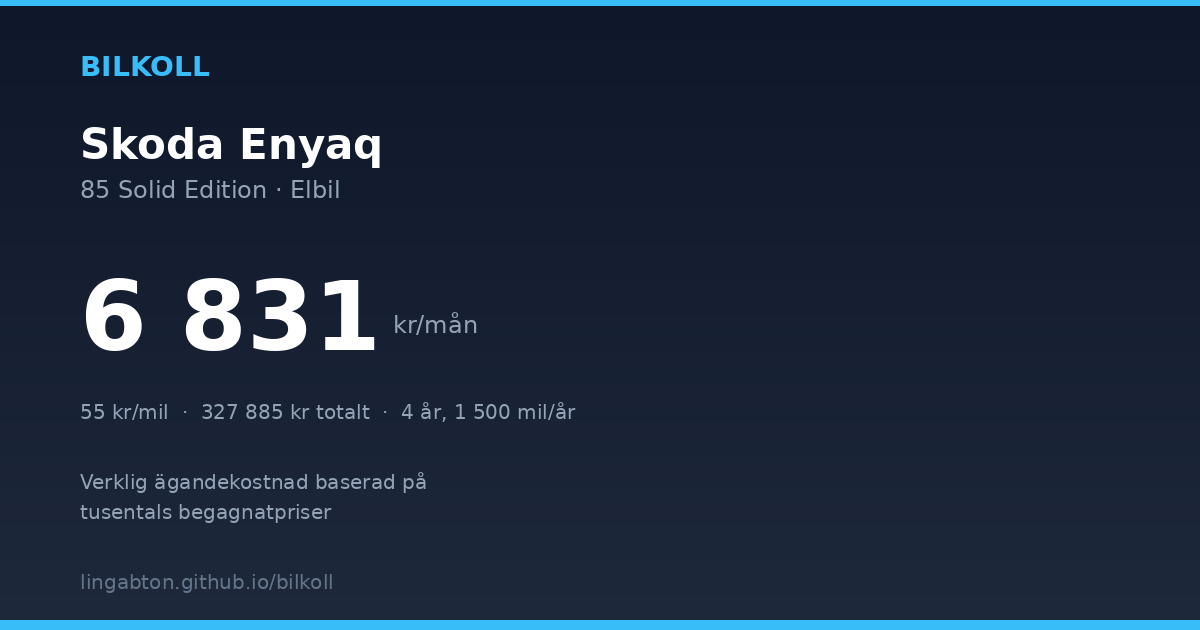 BILKOLL
Skoda Enyaq
85 Solid Edition · Elbil
6 831 kr/mån
55 kr/mil · 327 885 kr totalt · 4 år, 1 500 mil/år
Verklig ägandekostnad baserad på
tusentals begagnatpriser
lingabton.github.io/bilkoll